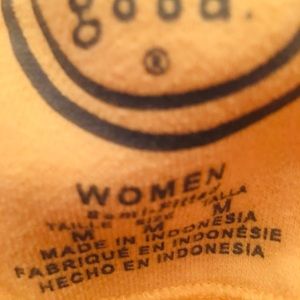 good.
®
WOMEN
Semi-Fitted
TAILLE SIZE TALLA
M M M
MADE IN INDONESIA
FABRIQUÉ EN INDONÉSIE
HECHO EN INDONESIA